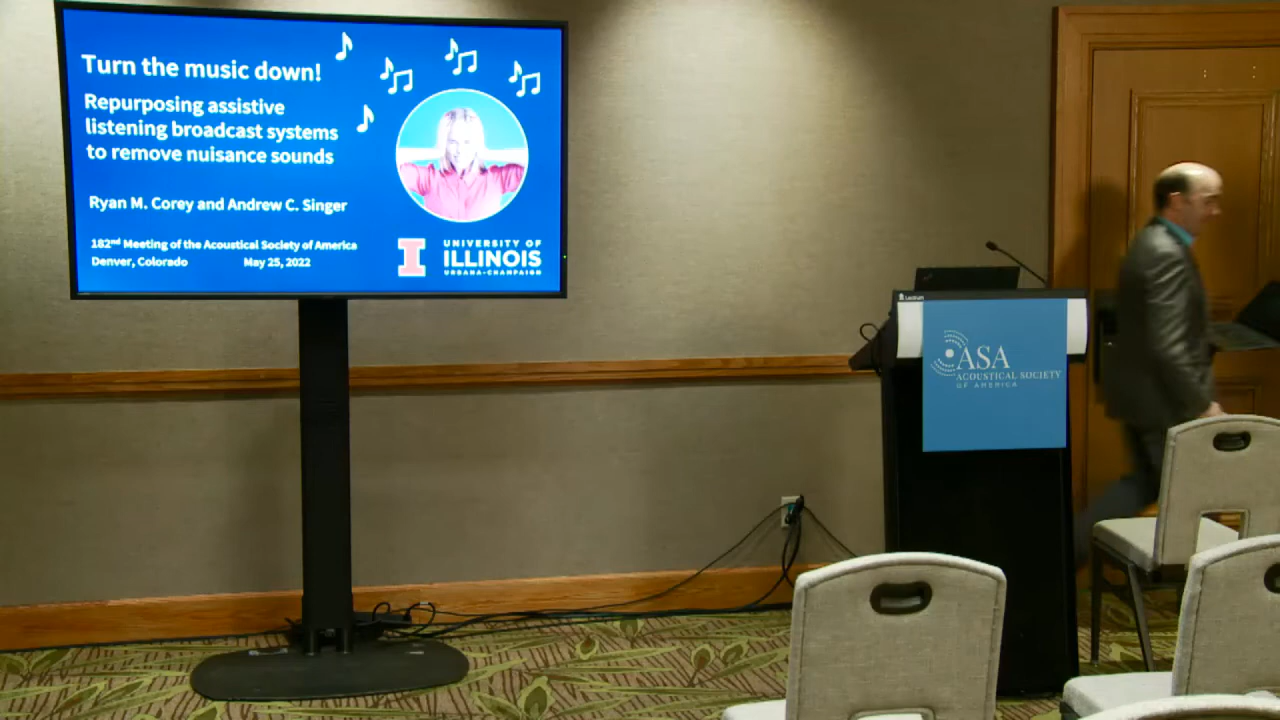 Turn the music down!
Repurposing assistive
listening broadcast systems
to remove nuisance sounds
Ryan M. Corey and Andrew C. Singer
182nd Meeting of the Acoustical Society of America
Denver, Colorado May 25, 2022
I
UNIVERSITY OF
ILLINOIS
URBANA-CHAMPAIGN
ASA
ACOUSTICAL SOCIETY
OF AMERICA